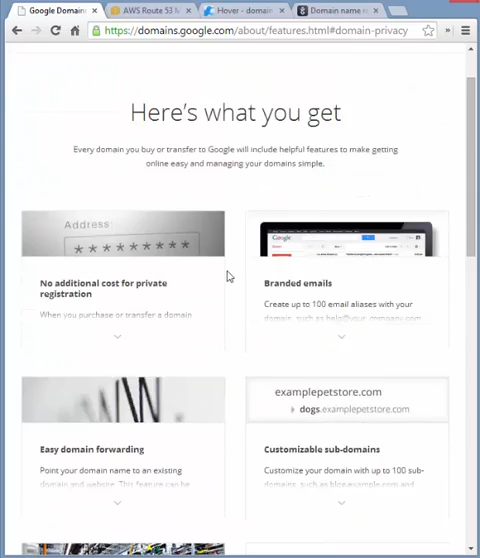 Google Domains
AWS Route 53 M
Hover - domain
Domain name r
https://domains.google.com/about/features.html#domain-privacy
Here's what you get
Every domain you buy or transfer to Google will include helpful features to make getting
online easy and managing your domains simple.
Address
*********
No additional cost for private
registration
When you purchase or transfer a domain
Google
Branded emails
Create up to 100 email aliases with your
domain, such as help@your_company.com
Easy domain forwarding
Point your domain name to an existing
domain and website. This feature can be
examplepetstore.com
dogs.examplepetstore.com
Customizable sub-domains
Customize your domain with up to 100 sub-
domains, such as blog.example.com and